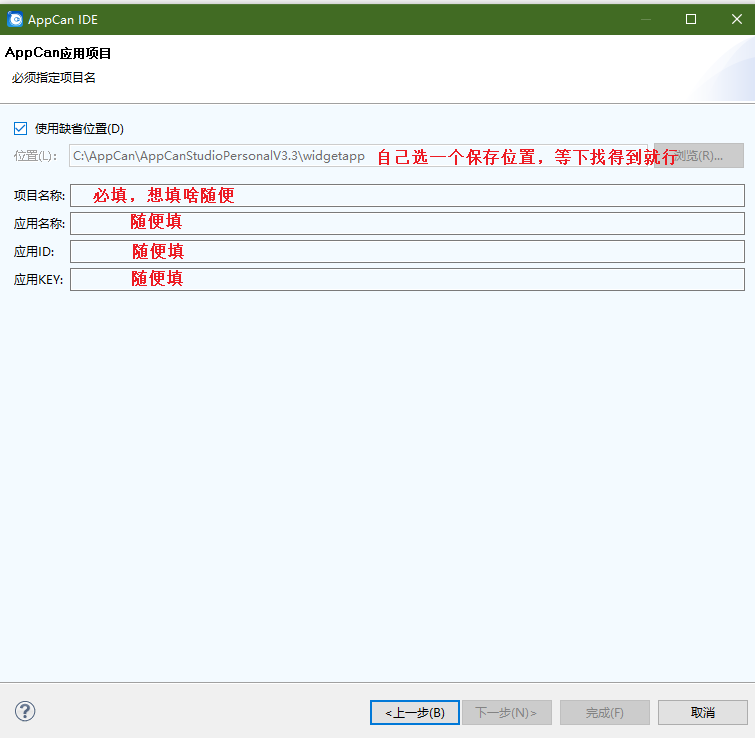 AppCan IDE
AppCan应用项目
必须指定项目名
使用缺省位置(D)
位置(L): C:\AppCan\AppCanStudioPersonalV3.3\widgetapp 自己选一个保存位置，等下找得到就行 浏览(R)...
项目名称: 必填，想填啥随便
应用名称: 随便填
应用ID: 随便填
应用KEY: 随便填
<上一步(B) 下一步(N)> 完成(F) 取消